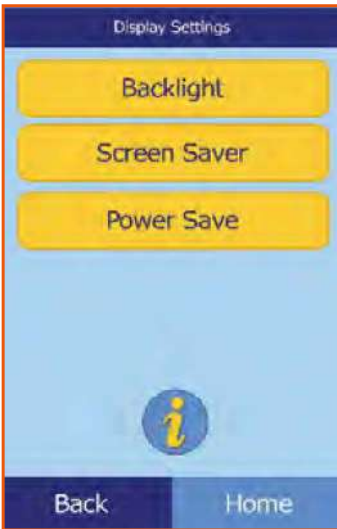 Display Settings
Backlight
Screen Saver
Power Save
i
Back Home